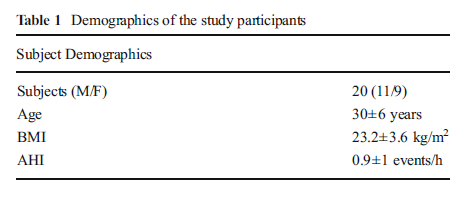 Table 1 Demographics of the study participants
Subject Demographics
Subjects (M/F) 20 (11/9)
Age 30±6 years
BMI 23.2±3.6 kg/m²
AHI 0.9±1 events/h